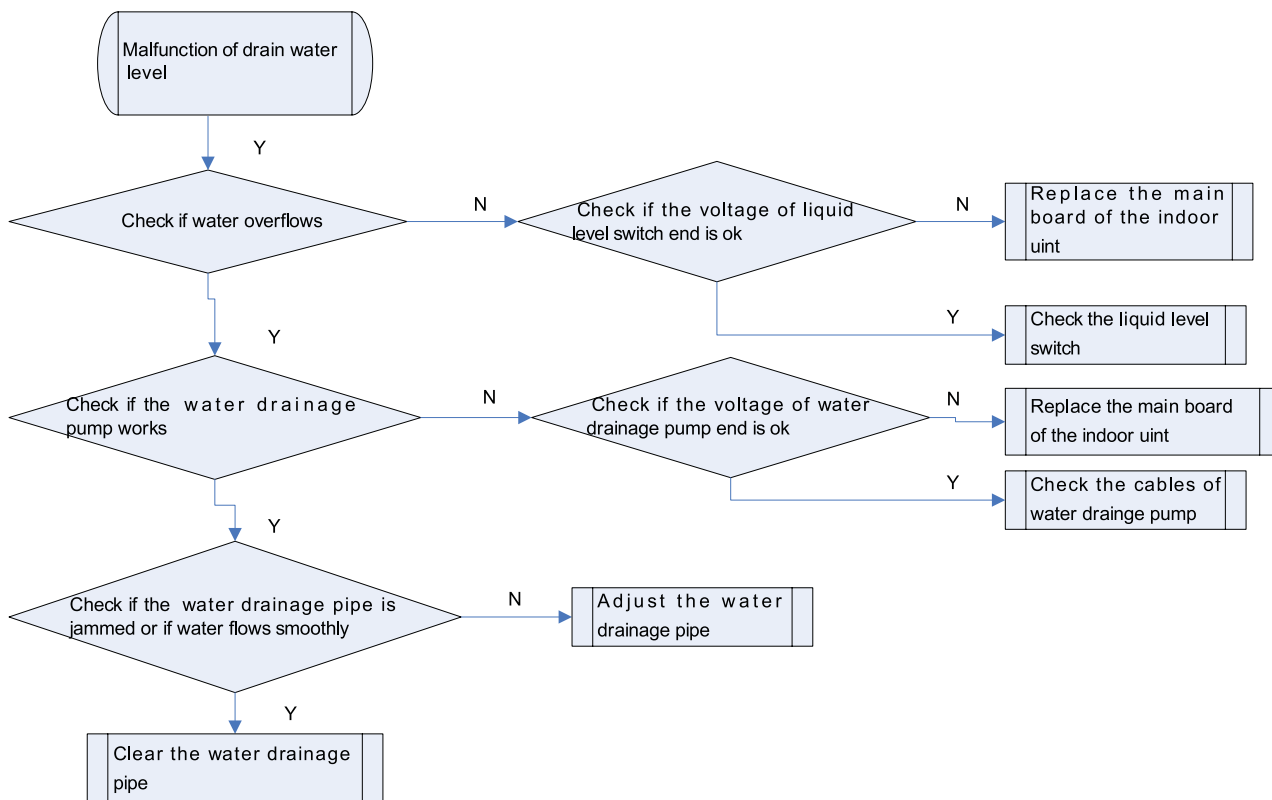 Malfunction of drain water
level
Y
Check if water overflows
N
Check if the voltage of liquid
level switch end is ok
N
Replace the main
board of the indoor
uint
Y
Check the liquid level
switch
Y
Check if the water drainage
pump works
N
Check if the voltage of water
drainage pump end is ok
N
Replace the main board
of the indoor uint
Y
Check the cables of
water drainge pump
Y
Check if the water drainage pipe is
jammed or if water flows smoothly
N
Adjust the water
drainage pipe
Y
Clear the water drainage
pipe